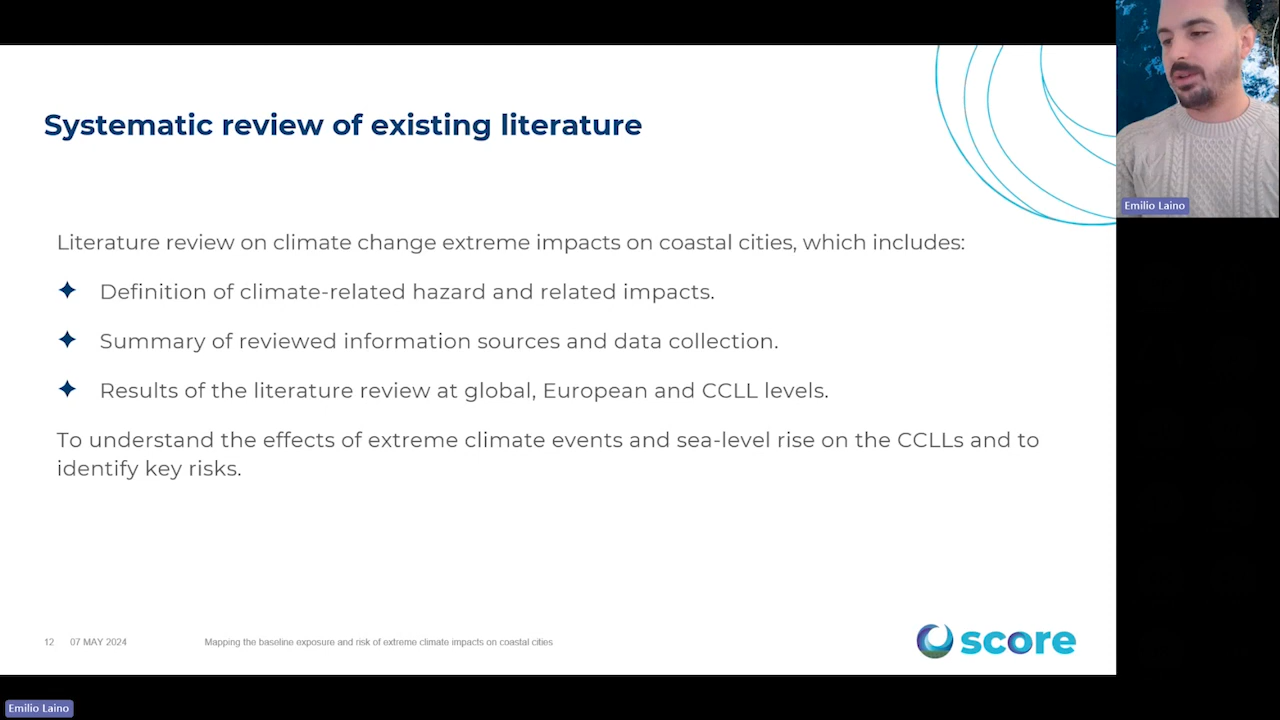 Systematic review of existing literature
Literature review on climate change extreme impacts on coastal cities, which includes:
Definition of climate-related hazard and related impacts.
Summary of reviewed information sources and data collection.
Results of the literature review at global, European and CCLL levels.
To understand the effects of extreme climate events and sea-level rise on the CCLLs and to
identify key risks.
12 07 MAY 2024 Mapping the baseline exposure and risk of extreme climate impacts on coastal cities
score
Emilio Laino
Emilio Laino